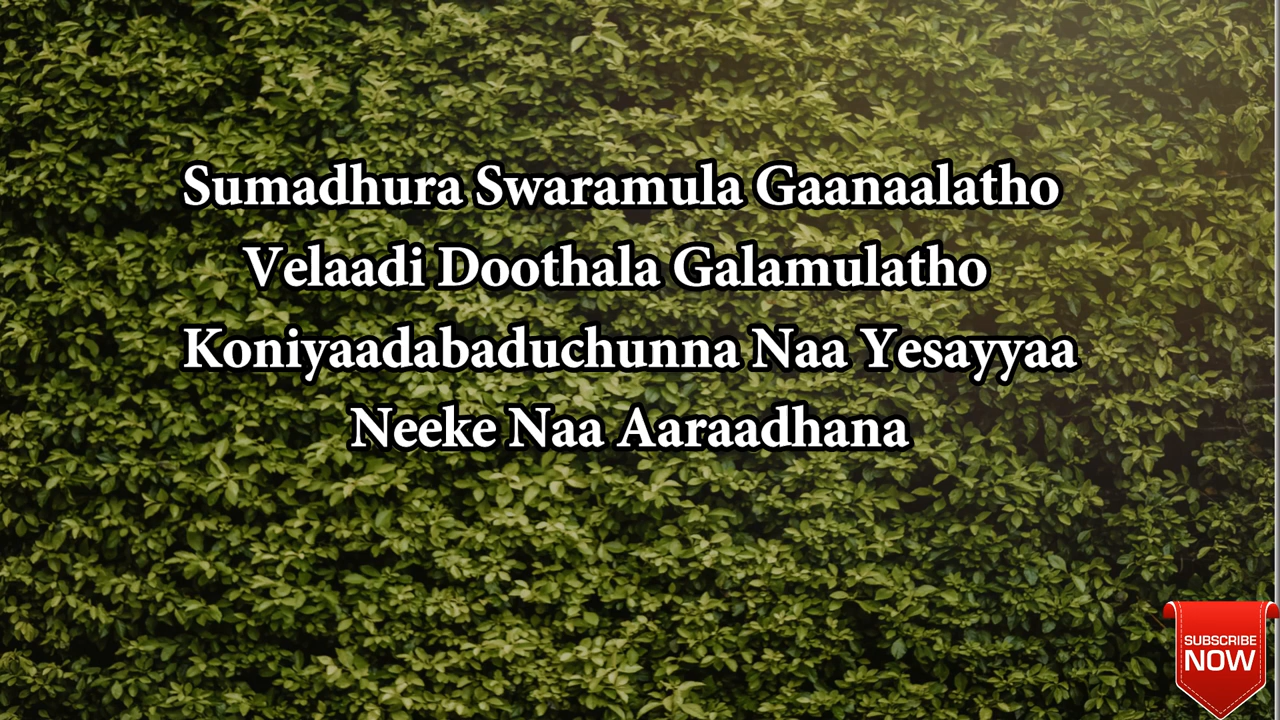 Sumadhura Swaramula Gaanaalatho
Velaadi Doothala Galamulatho
Koniyaadabaduchunna Naa Yesayyaa
Neeke Naa Aaraadhana
SUBSCRIBE
NOW